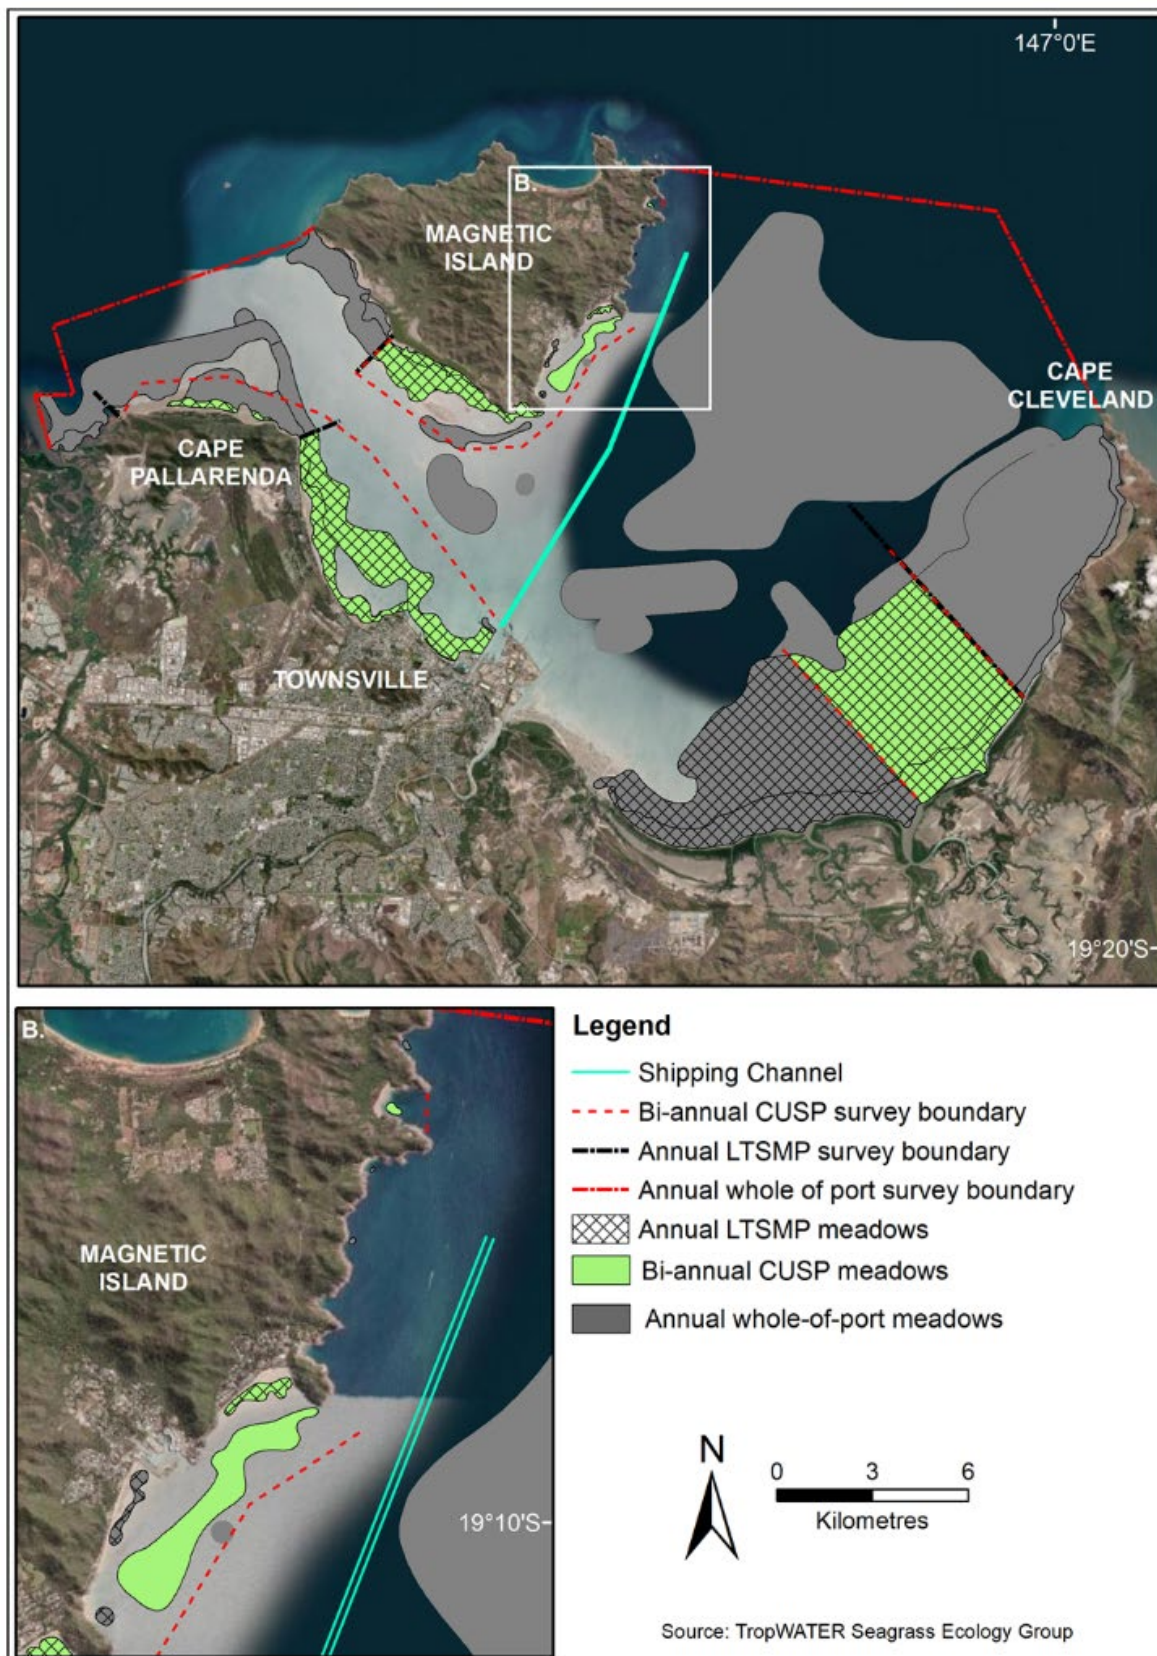 147°0'E
B.
MAGNETIC
ISLAND
CAPE
CLEVELAND
CAPE
PALLARENDA
TOWNSVILLE
19°20'S
B.
MAGNETIC
ISLAND
19°10'S
Legend
Shipping Channel
Bi-annual CUSP survey boundary
Annual LTSMP survey boundary
Annual whole of port survey boundary
Annual LTSMP meadows
Bi-annual CUSP meadows
Annual whole-of-port meadows
N
0 3 6
Kilometres
Source: TropWATER Seagrass Ecology Group